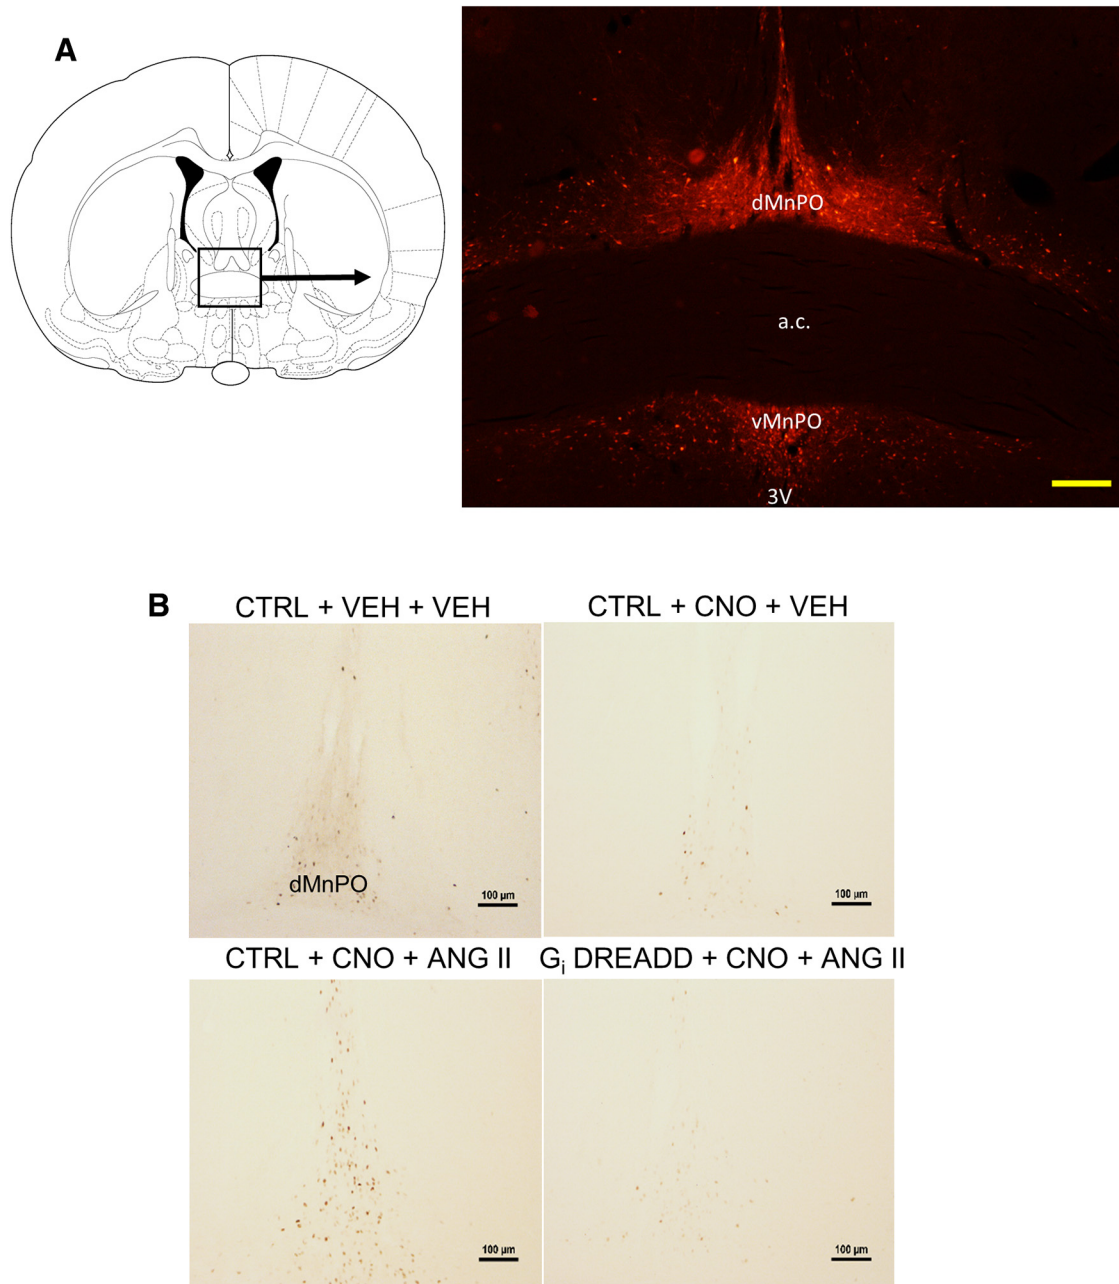 A
dMnPO
a.c.
vMnPO
3V
B
CTRL + VEH + VEH
CTRL + CNO + VEH
dMnPO
100 µm
100 µm
CTRL + CNO + ANG II
Gi DREADD + CNO + ANG II
100 µm
100 µm